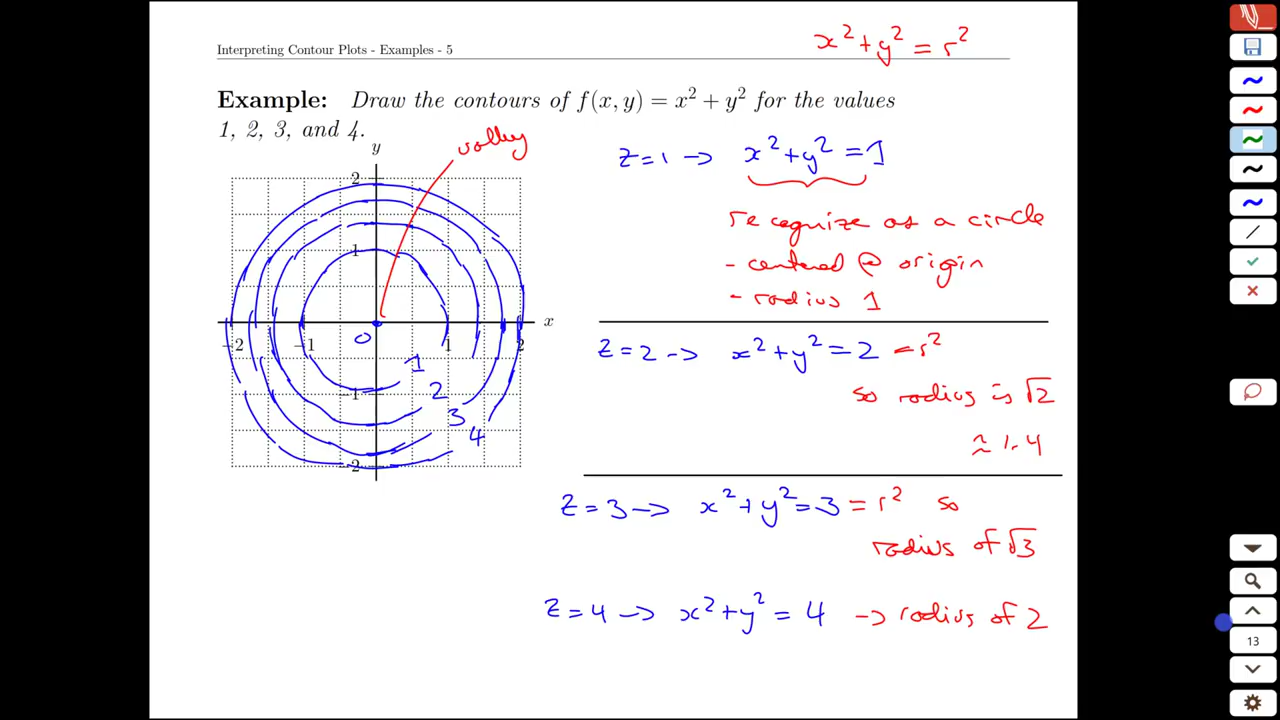 x² + y² = r²
Interpreting Contour Plots - Examples - 5
Example: Draw the contours of f(x, y) = x² + y² for the values
1, 2, 3, and 4.
valley
y
2
1
-2
-1
0
1
2
x
-1
-2
1
2
3
4
z=1 → x² + y² = 1
recognize as a circle
- centered @ origin
- radius 1
z=2 → x² + y² = 2 = r²
so radius is √2
≈ 1.4
z=3 → x² + y² = 3 = r² so
radius of √3
z=4 → x² + y² = 4 → radius of 2
13